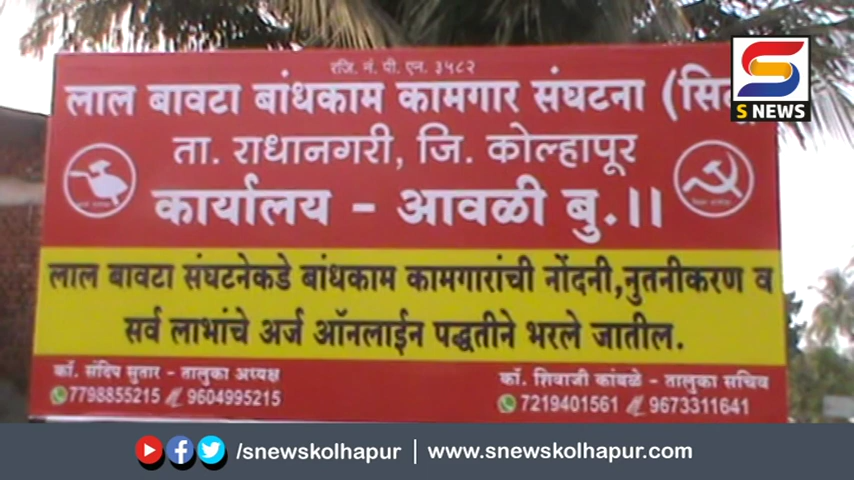 रजि. नं. पी. एन. ३५८२
लाल बावटा बांधकाम कामगार संघटना
S NEWS
ता. राधानगरी, जि. कोल्हापूर
कार्यालय - आवळी बु.।।
लाल बावटा संघटनेकडे बांधकाम कामगारांची नोंदनी,नुतनीकरण व
सर्व लाभांचे अर्ज ऑनलाईन पद्धतीने भरले जातील.
कॉ. संदिप सुतार - तालुका अध्यक्ष
7798855215 9604995215
कॉ. शिवाजी कांबळे - तालुका सचिव
7219401561 9673311641
/snewskolhapur | www.snewskolhapur.com